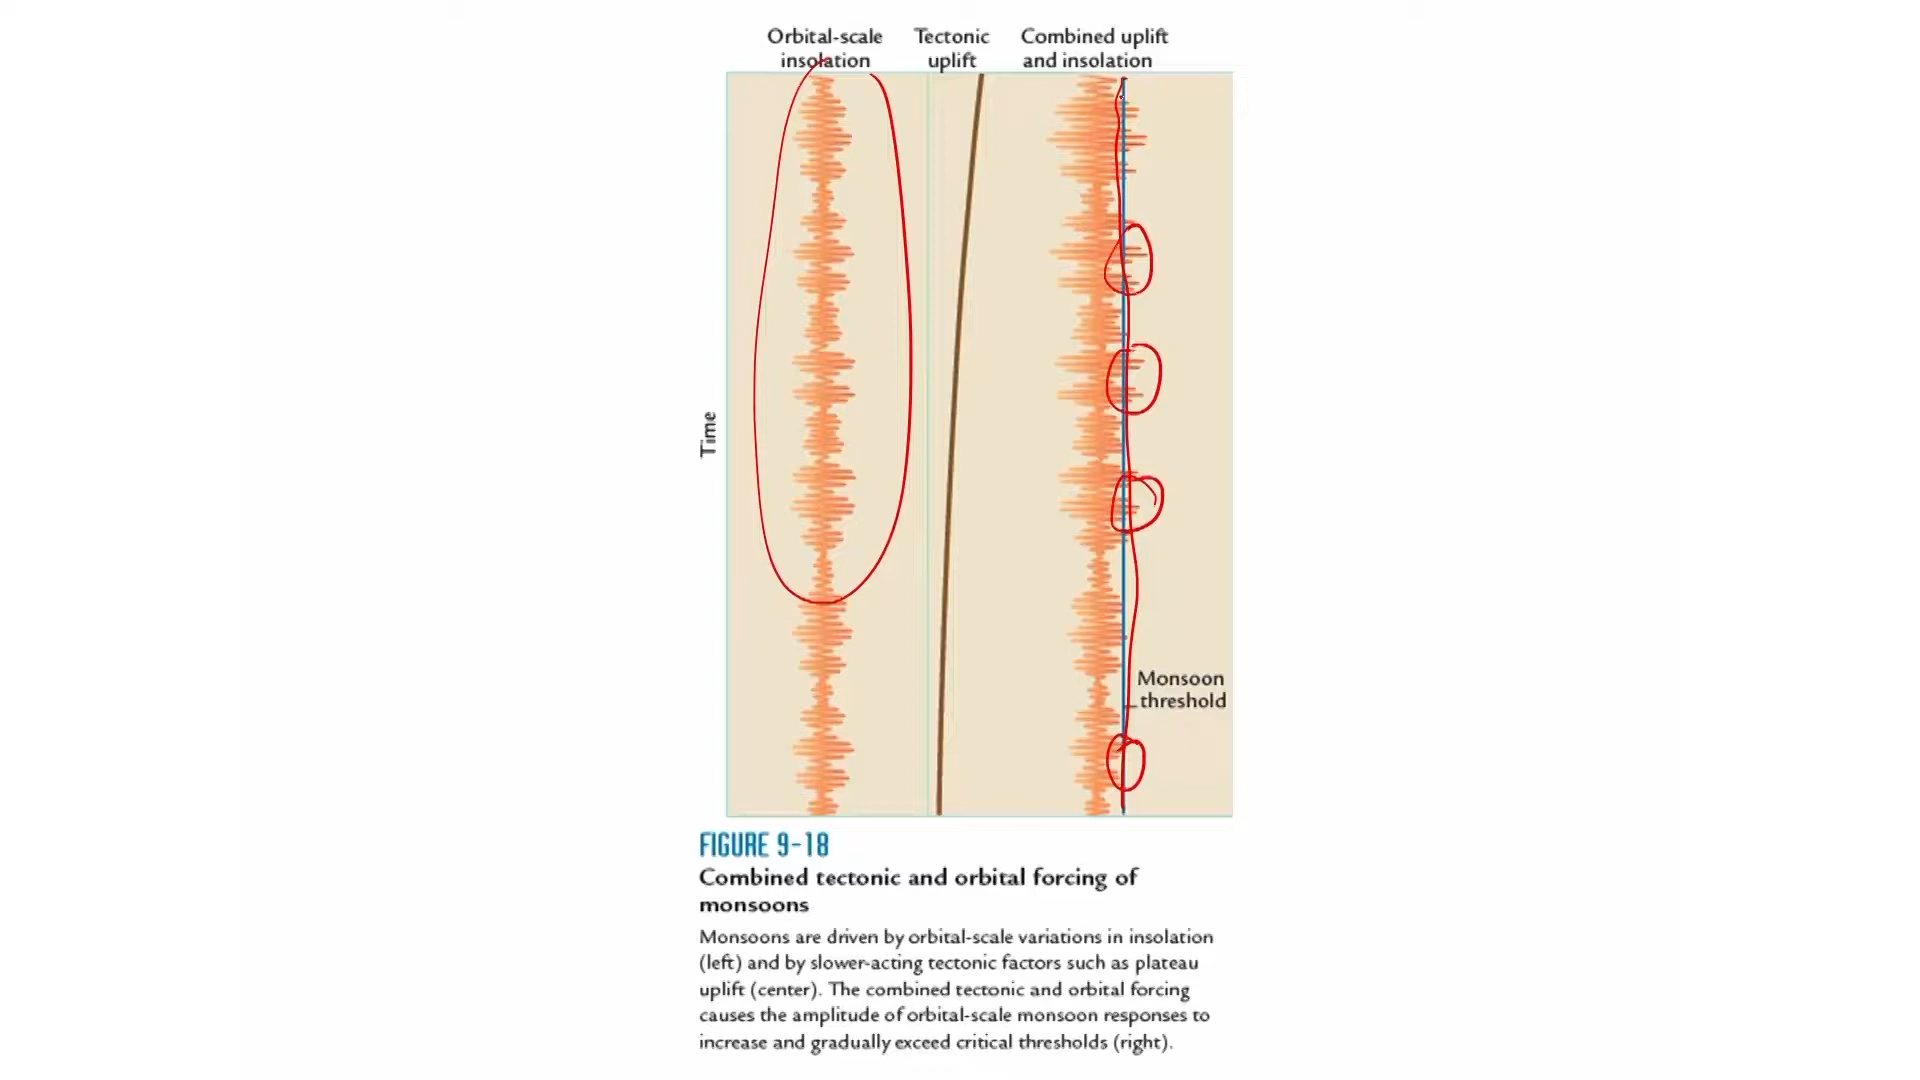 Orbital-scale
insolation
Tectonic
uplift
Combined uplift
and insolation
Time
Monsoon
threshold
FIGURE 9-18
Combined tectonic and orbital forcing of
monsoons
Monsoons are driven by orbital-scale variations in insolation
(left) and by slower-acting tectonic factors such as plateau
uplift (center). The combined tectonic and orbital forcing
causes the amplitude of orbital-scale monsoon responses to
increase and gradually exceed critical thresholds (right).